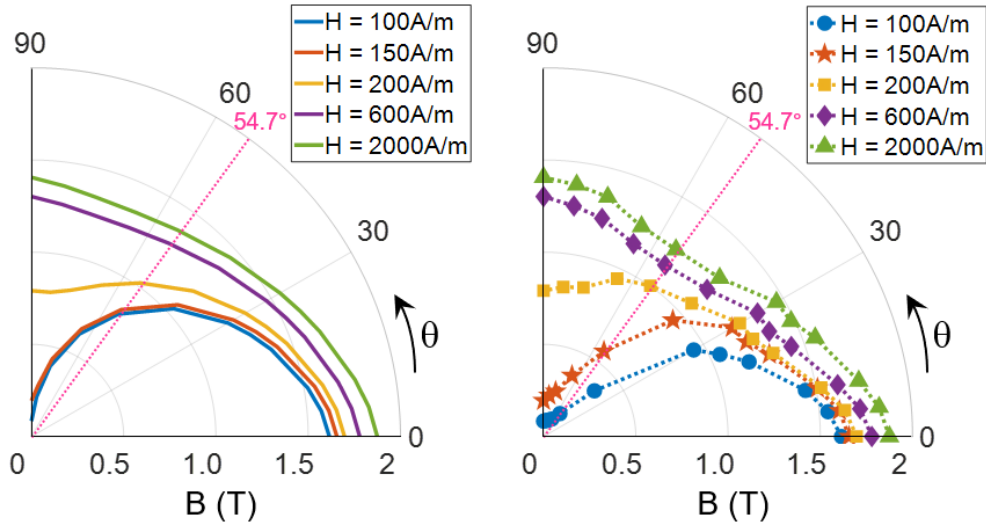 H = 100A/m
H = 150A/m
H = 200A/m
H = 600A/m
H = 2000A/m
90
60
54.7°
30
θ
0
0
0.5
1.0
1.5
2
B (T)
H = 100A/m
H = 150A/m
H = 200A/m
H = 600A/m
H = 2000A/m
90
60
54.7°
30
θ
0
0
0.5
1.0
1.5
2
B (T)